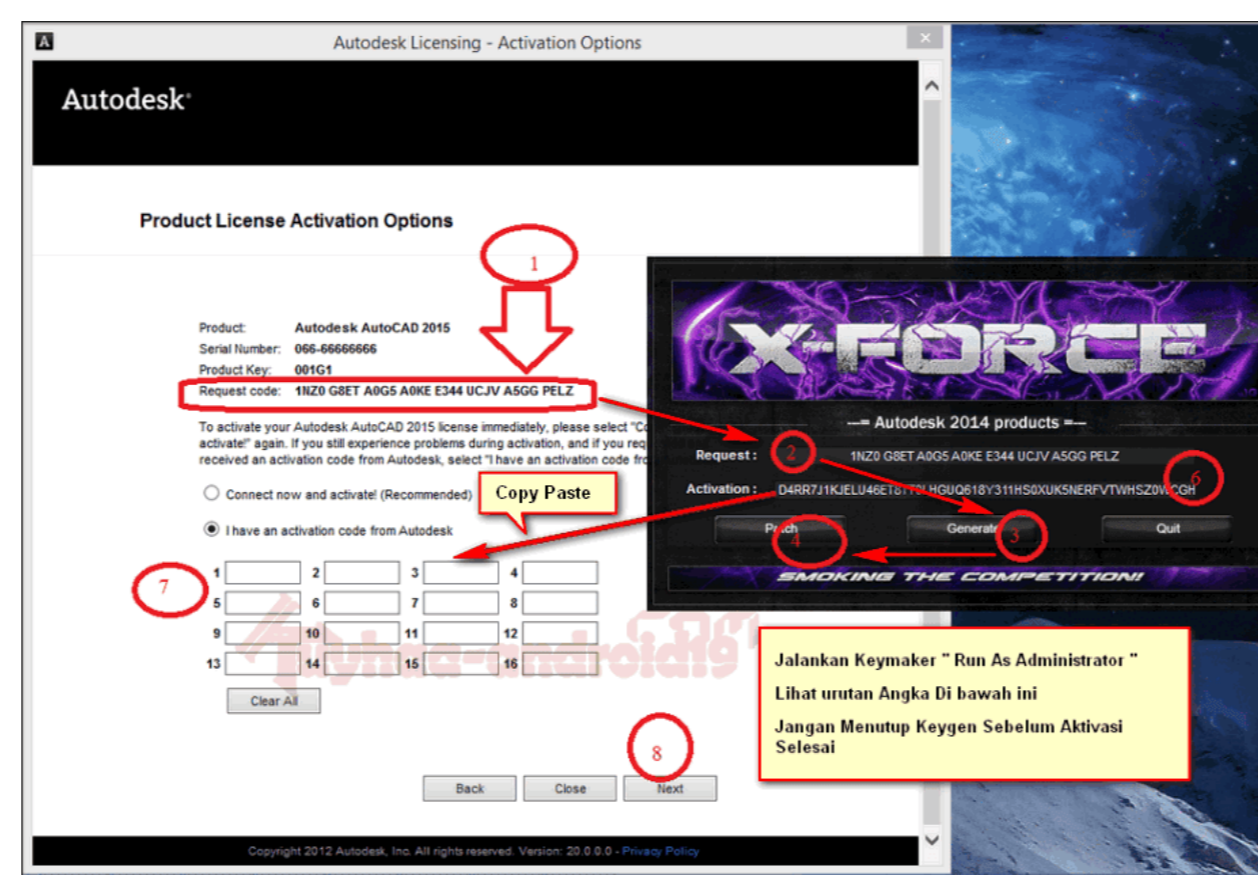 Autodesk Licensing - Activation Options
Autodesk
Product License Activation Options
1
Product: Autodesk AutoCAD 2015
Serial Number: 066-66666666
Product Key: 001G1
Request code: 1NZ0 G8ET A0G5 A0KE E344 UCJV A5GG PELZ
To activate your Autodesk AutoCAD 2015 license immediately, please select
activate!" again. If you still experience problems during activation, and if you
received an activation code from Autodesk, select "I have an activation code
Connect now and activate! (Recommended)
Copy Paste
I have an activation code from Autodesk
7
1 2 3 4
5 6 7 8
9 10 11 12
13 14 15 16
Clear All
8
Back Close Next
Copyright 2012 Autodesk, Inc. All rights reserved. Version: 20.0.0.0 - Privacy Policy
X-FORCE
---= Autodesk 2014 products =---
Request : 2 1NZ0 G8ET A0G5 A0KE E344 UCJV A5GG PELZ
Activation : 6
Patch 4 Generate 3 Quit
SMOKING THE COMPETITION!
Jalankan Keymaker " Run As Administrator "
Lihat urutan Angka Di bawah ini
Jangan Menutup Keygen Sebelum Aktivasi
Selesai